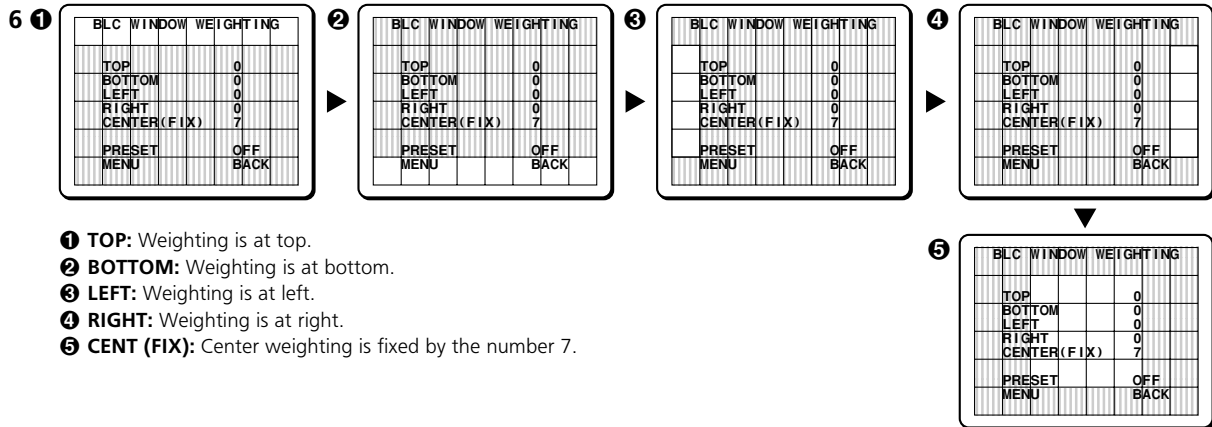 6 ❶
BLC WINDOW WEIGHTING
TOP 0
BOTTOM 0
LEFT 0
RIGHT 0
CENTER(FIX) 7
PRESET OFF
MENU BACK
❷
BLC WINDOW WEIGHTING
TOP 0
BOTTOM 0
LEFT 0
RIGHT 0
CENTER(FIX) 7
PRESET OFF
MENU BACK
❸
BLC WINDOW WEIGHTING
TOP 0
BOTTOM 0
LEFT 0
RIGHT 0
CENTER(FIX) 7
PRESET OFF
MENU BACK
❹
BLC WINDOW WEIGHTING
TOP 0
BOTTOM 0
LEFT 0
RIGHT 0
CENTER(FIX) 7
PRESET OFF
MENU BACK
❶ TOP: Weighting is at top.
❷ BOTTOM: Weighting is at bottom.
❸ LEFT: Weighting is at left.
❹ RIGHT: Weighting is at right.
❺ CENT (FIX): Center weighting is fixed by the number 7.
❺
BLC WINDOW WEIGHTING
TOP 0
BOTTOM 0
LEFT 0
RIGHT 0
CENTER(FIX) 7
PRESET OFF
MENU BACK